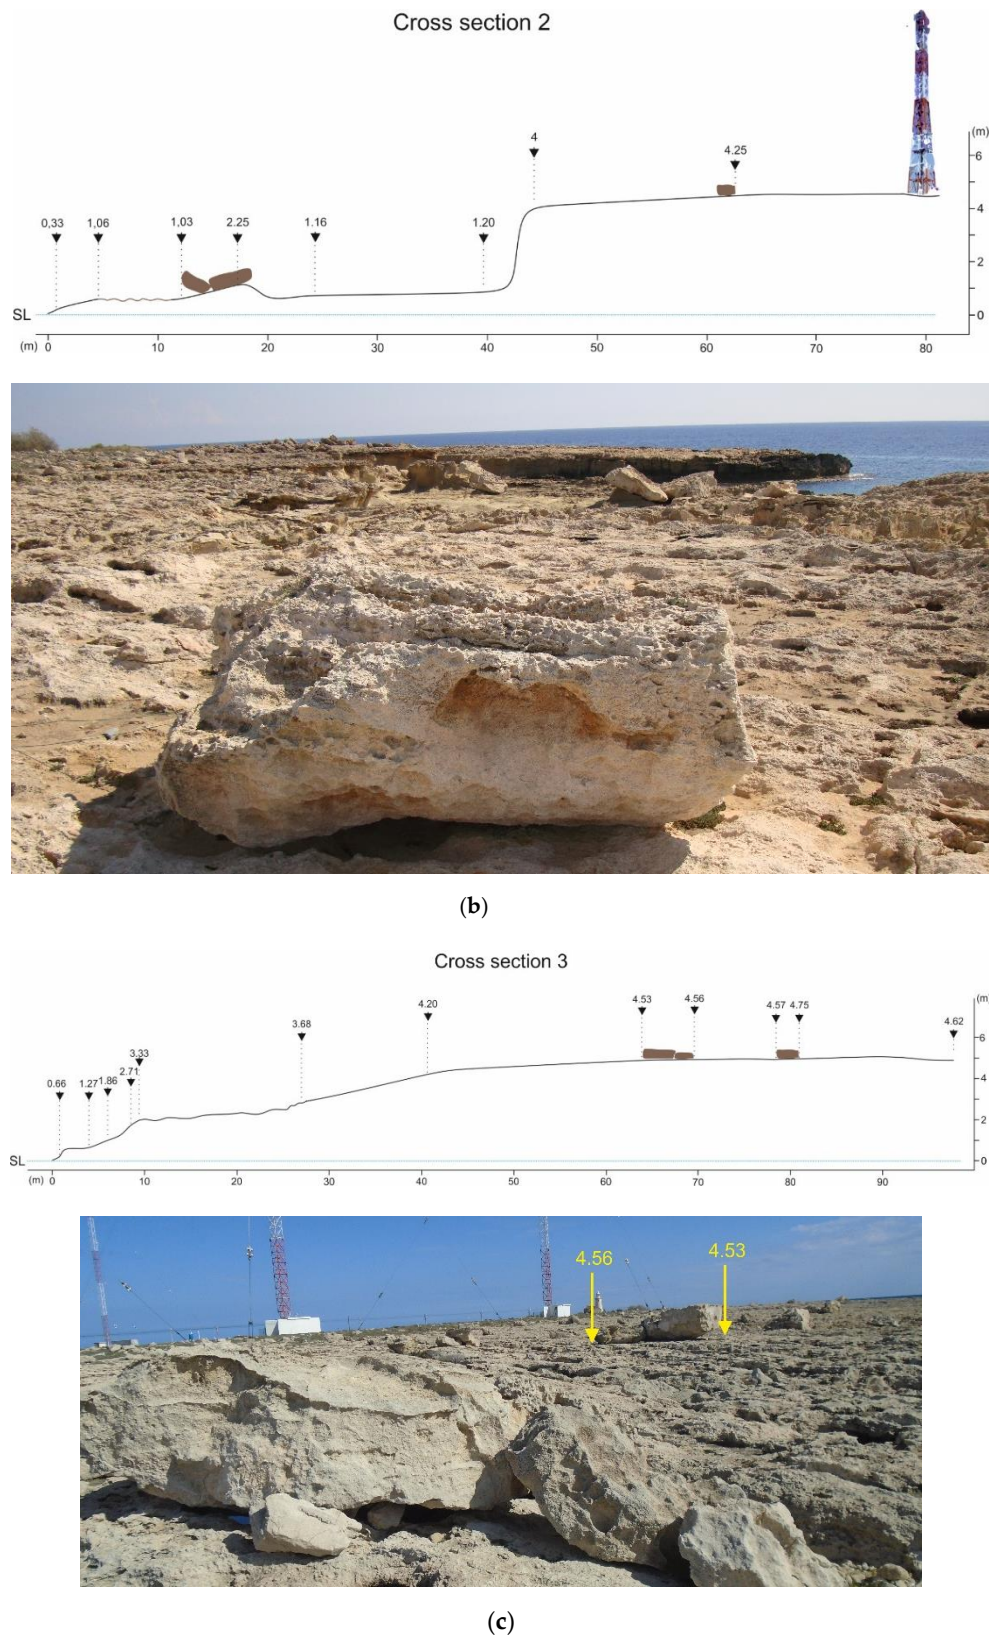 Cross section 2
(m)
6
4
4.25
4
0,33 1,06 1,03 2.25 1.16 1.20
2
SL
0
(m) 0 10 20 30 40 50 60 70 80
(b)
Cross section 3
(m)
4.53 4.56 4.57 4.75
4.20
3.68
4.62
3.33
2.71
1.86
1.27
0.66
6
4
2
SL
0
(m) 0 10 20 30 40 50 60 70 80 90
4.56 4.53
(c)